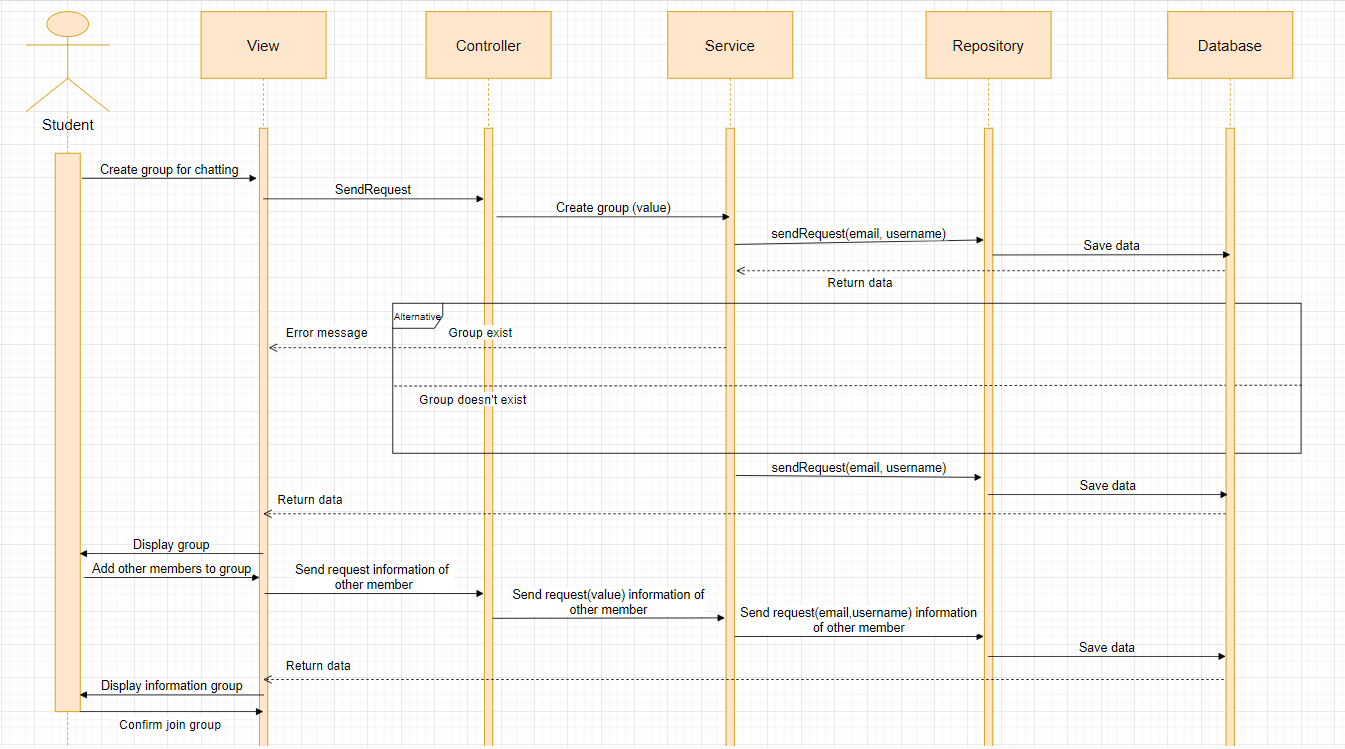 View
Controller
Service
Repository
Database
Student
Create group for chatting
SendRequest
Create group (value)
sendRequest(email, username)
Save data
Return data
Alternative
Error message
Group exist
Group doesn't exist
sendRequest(email, username)
Save data
Return data
Display group
Add other members to group
Send request information of
other member
Send request(value) information of
other member
Send request(email,username) information
of other member
Save data
Return data
Display information group
Confirm join group